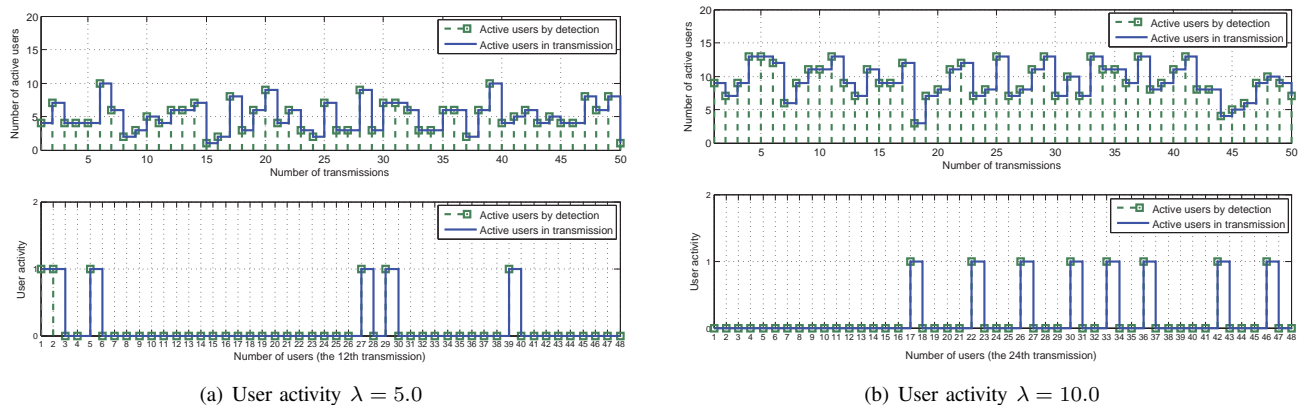 20
15
10
5
0
Number of active users
Active users by detection
Active users in transmission
5 10 15 20 25 30 35 40 45 50
Number of transmissions
2
1
0
User activity
Active users by detection
Active users in transmission
1 2 3 4 5 6 7 8 9 10 11 12 13 14 15 16 17 18 19 20 21 22 23 24 25 26 27 28 29 30 31 32 33 34 35 36 37 38 39 40 41 42 43 44 45 46 47 48
Number of users (the 12th transmission)
(a) User activity λ = 5.0
20
15
10
5
0
Number of active users
Active users by detection
Active users in transmission
5 10 15 20 25 30 35 40 45 50
Number of transmissions
2
1
0
User activity
Active users by detection
Active users in transmission
1 2 3 4 5 6 7 8 9 10 11 12 13 14 15 16 17 18 19 20 21 22 23 24 25 26 27 28 29 30 31 32 33 34 35 36 37 38 39 40 41 42 43 44 45 46 47 48
Number of users (the 24th transmission)
(b) User activity λ = 10.0